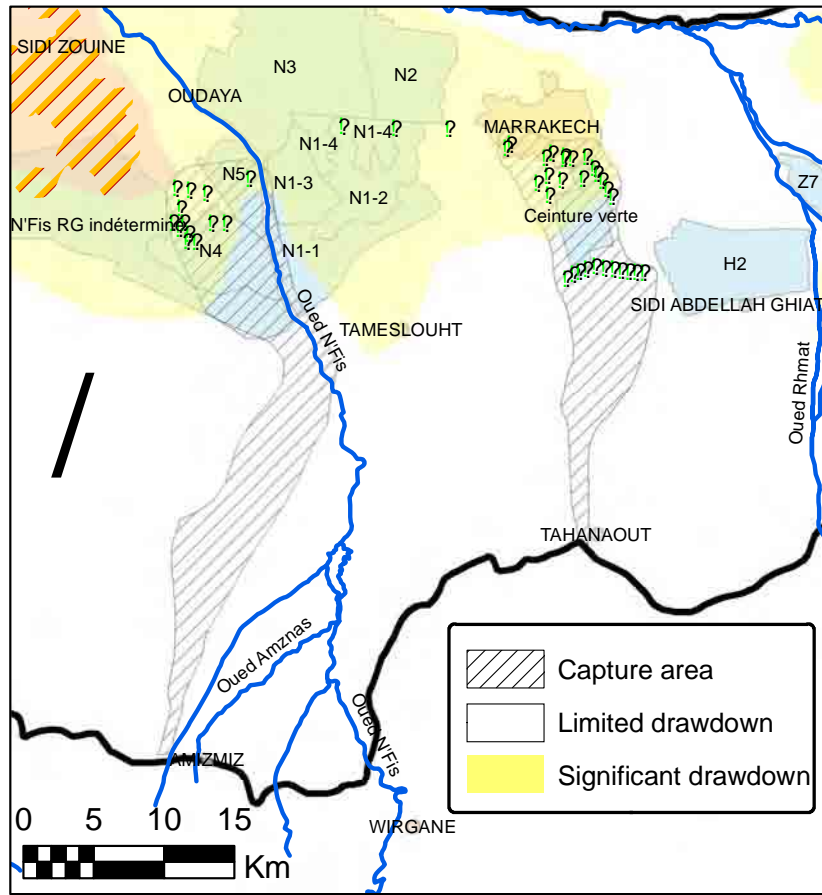 SIDI ZOUINE
N3
N2
OUDAYA
MARRAKECH
N1-4
N1-4
N5
N1-3
N1-2
Z7
N'Fis RG indéterminé
Ceinture verte
N4
N1-1
H2
SIDI ABDELLAH GHIAT
Oued N'Fis
TAMESLOUHT
Oued Rhmat
TAHANAOUT
Oued Amznas
Oued N'Fis
AMIZMIZ
WIRGANE
Capture area
Limited drawdown
Significant drawdown
0 5 10 15
Km